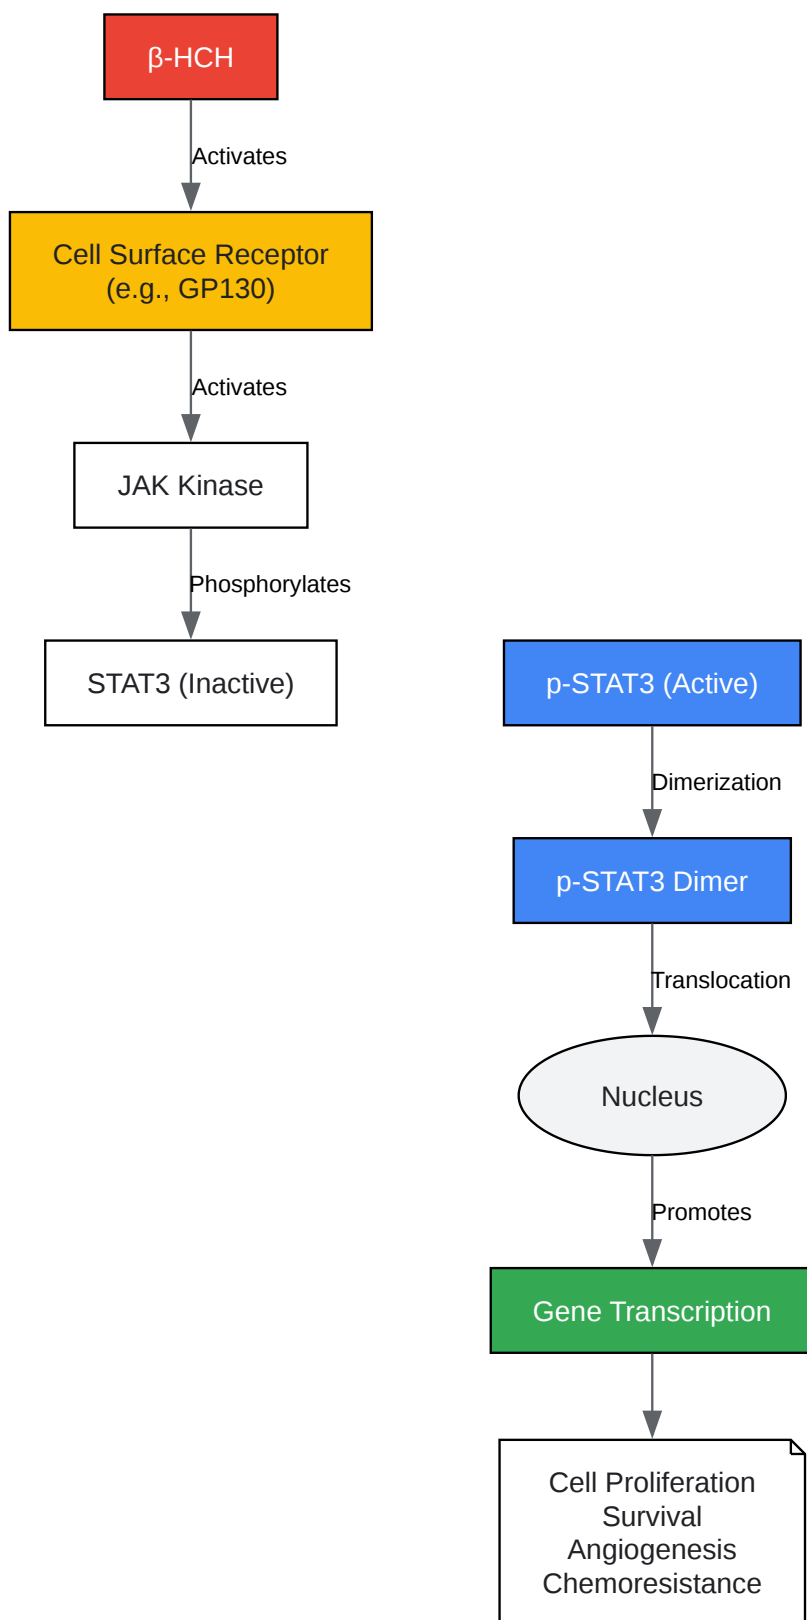 β-HCH
Activates
Cell Surface Receptor
(e.g., GP130)
Activates
JAK Kinase
Phosphorylates
STAT3 (Inactive)
p-STAT3 (Active)
Dimerization
p-STAT3 Dimer
Translocation
Nucleus
Promotes
Gene Transcription
Cell Proliferation
Survival
Angiogenesis
Chemoresistance